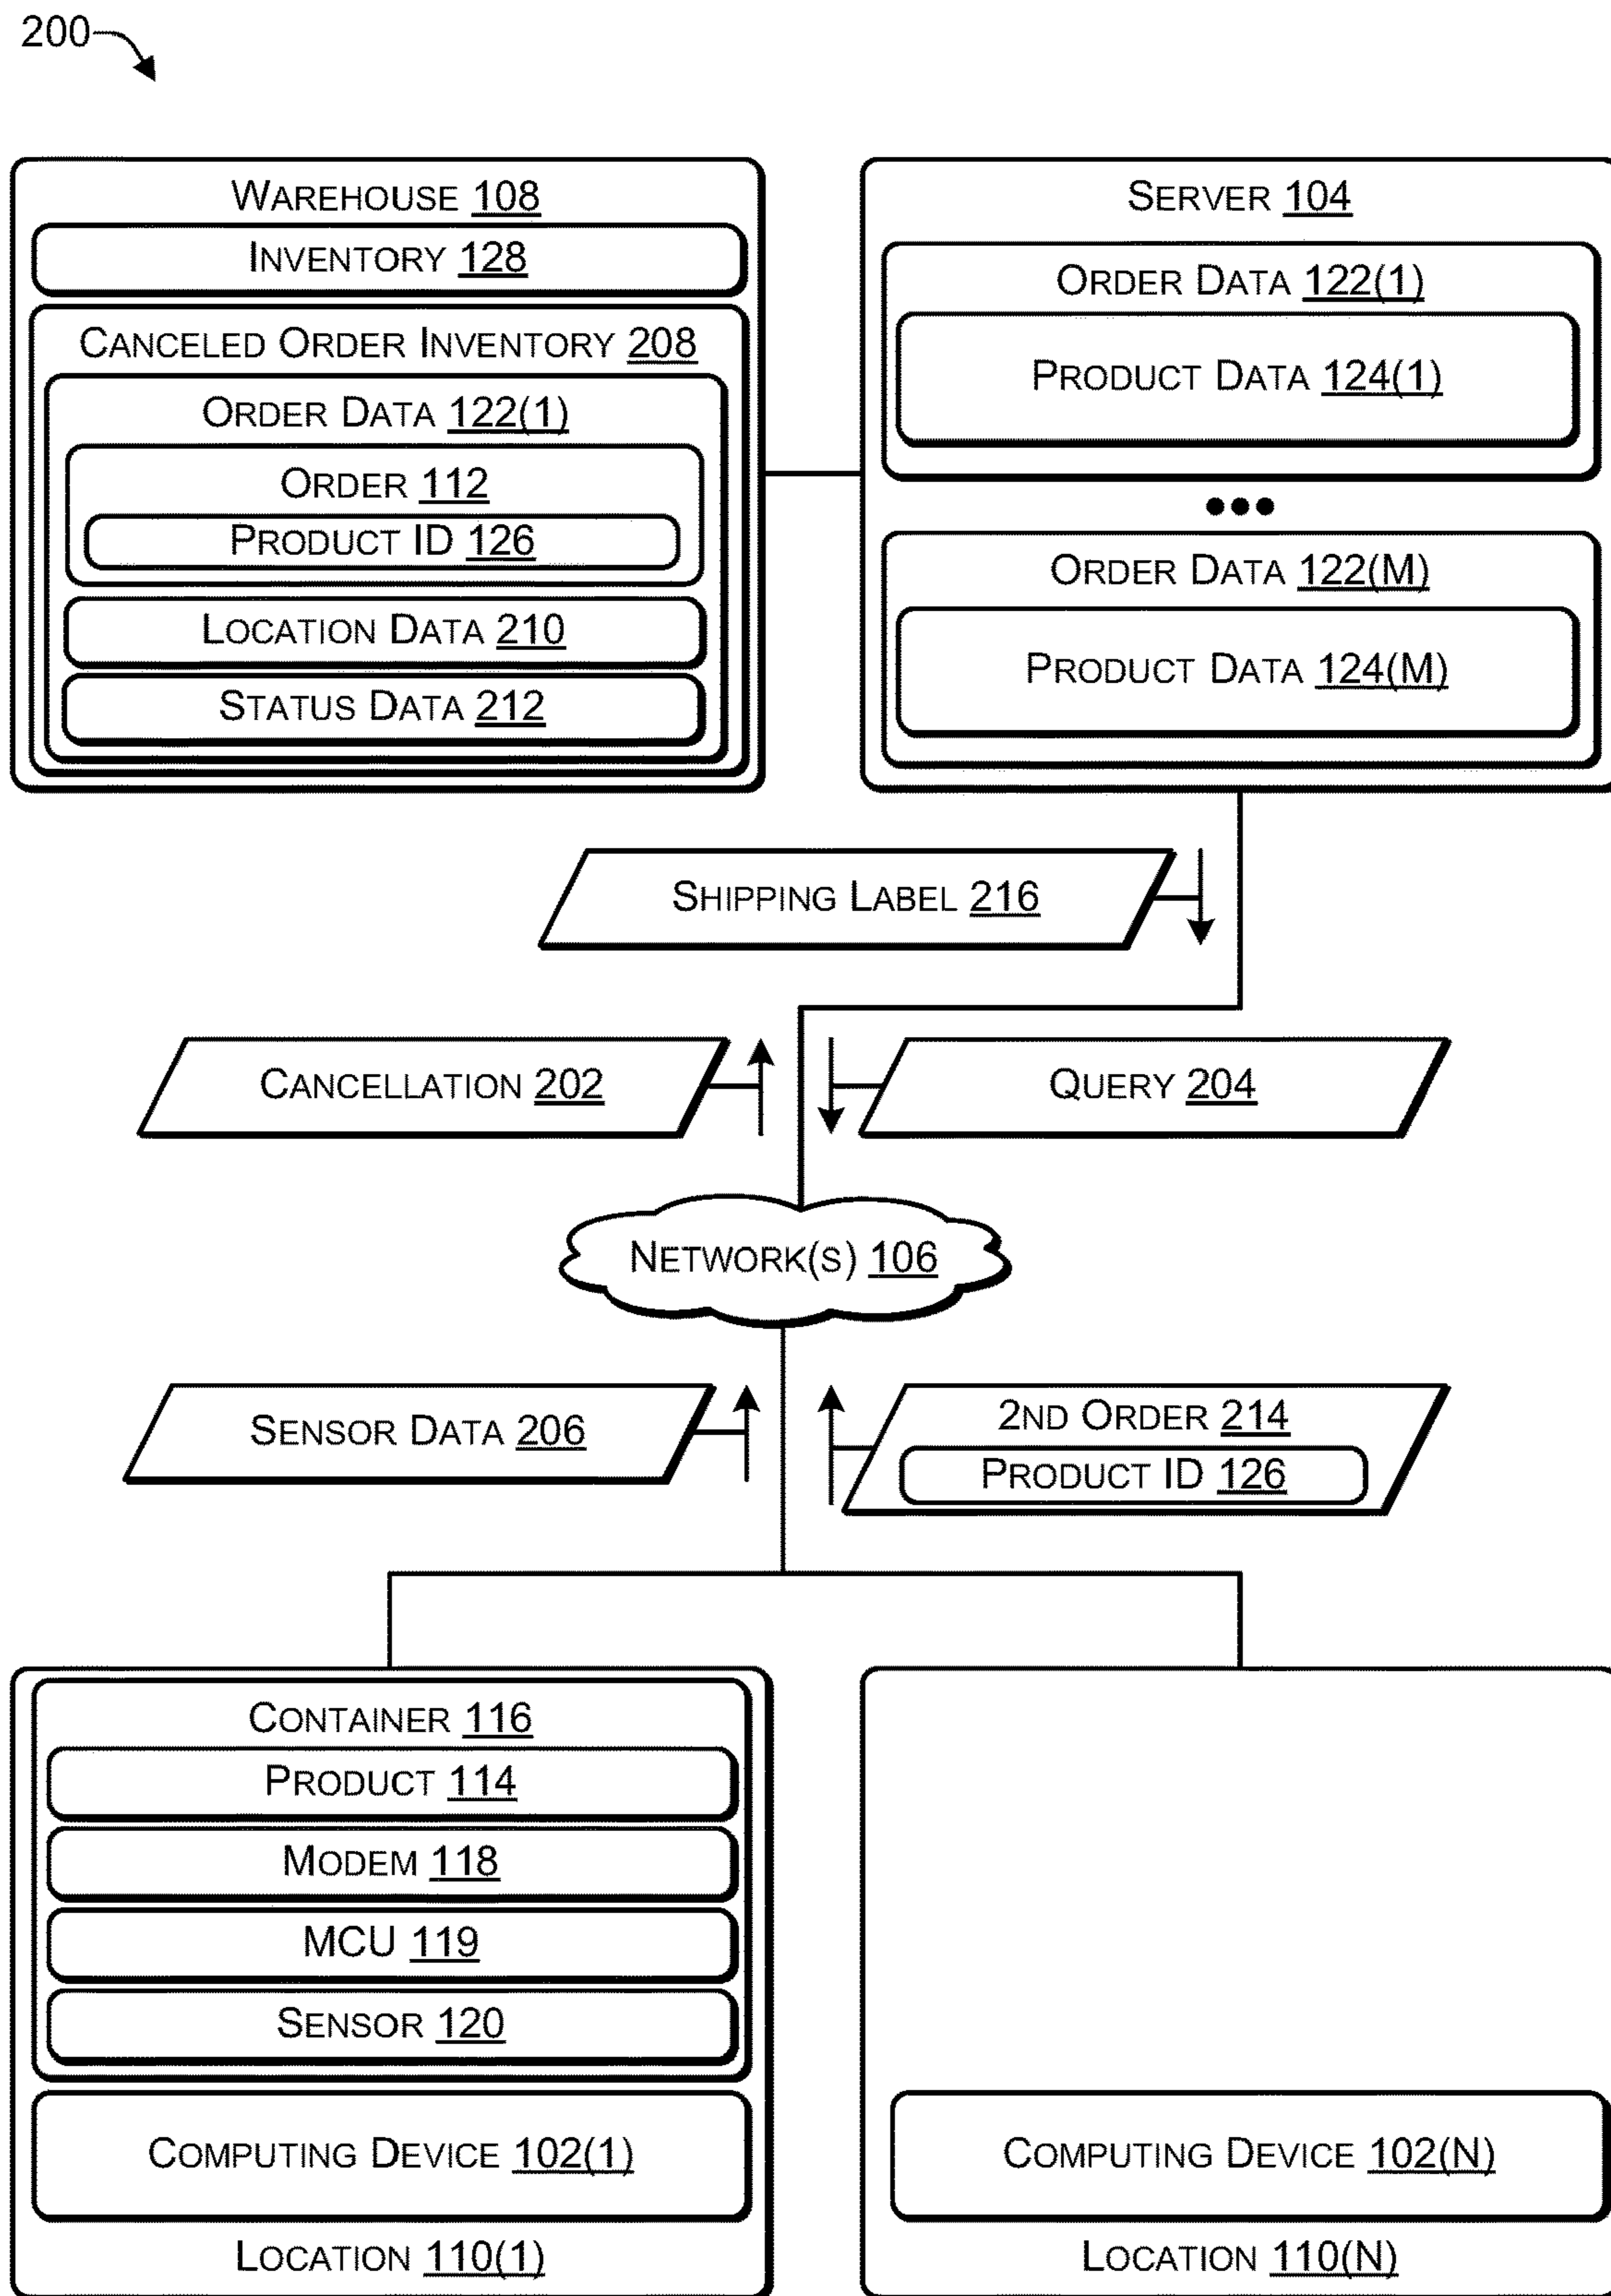 200
WAREHOUSE 108
INVENTORY 128
CANCELED ORDER INVENTORY 208
ORDER DATA 122(1)
ORDER 112
PRODUCT ID 126
LOCATION DATA 210
STATUS DATA 212
SERVER 104
ORDER DATA 122(1)
PRODUCT DATA 124(1)
ORDER DATA 122(M)
PRODUCT DATA 124(M)
SHIPPING LABEL 216
CANCELLATION 202
QUERY 204
NETWORK(S) 106
SENSOR DATA 206
2ND ORDER 214
PRODUCT ID 126
CONTAINER 116
PRODUCT 114
MODEM 118
MCU 119
SENSOR 120
COMPUTING DEVICE 102(1)
LOCATION 110(1)
COMPUTING DEVICE 102(N)
LOCATION 110(N)